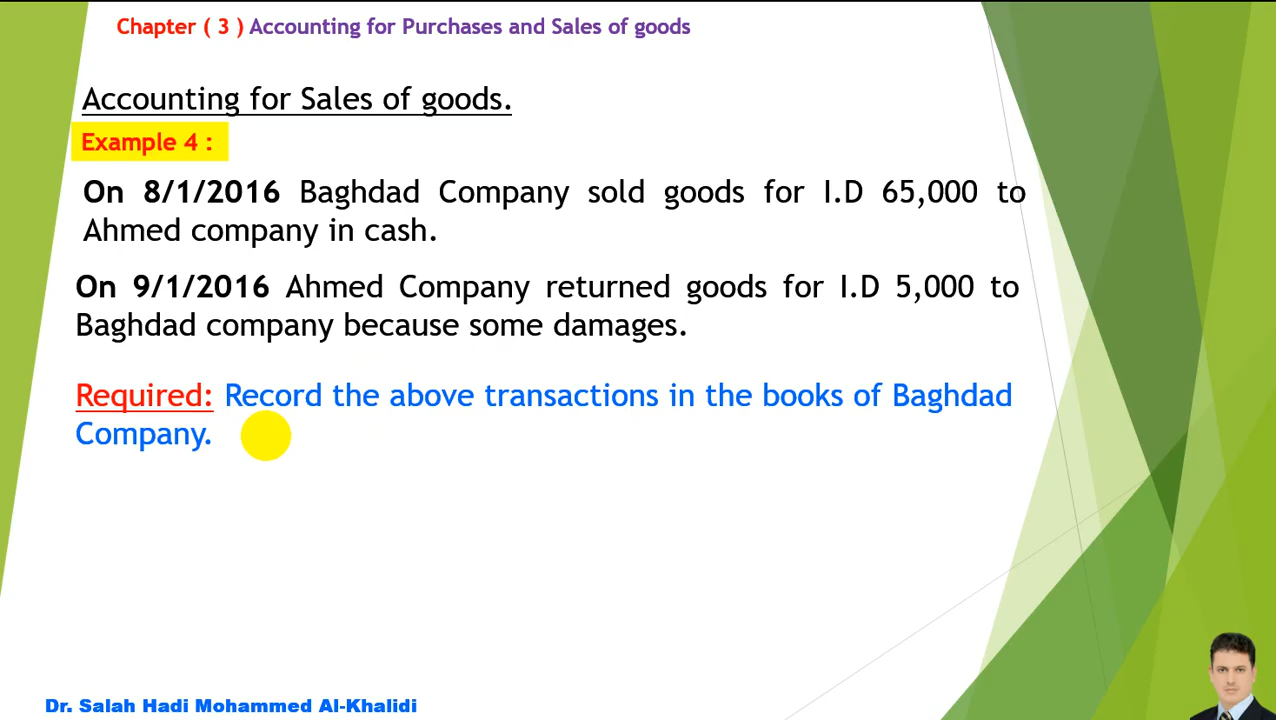 Chapter ( 3 ) Accounting for Purchases and Sales of goods
Accounting for Sales of goods.
Example 4 :
On 8/1/2016 Baghdad Company sold goods for I.D 65,000 to
Ahmed company in cash.
On 9/1/2016 Ahmed Company returned goods for I.D 5,000 to
Baghdad company because some damages.
Required: Record the above transactions in the books of Baghdad
Company.
Dr. Salah Hadi Mohammed Al-Khalidi